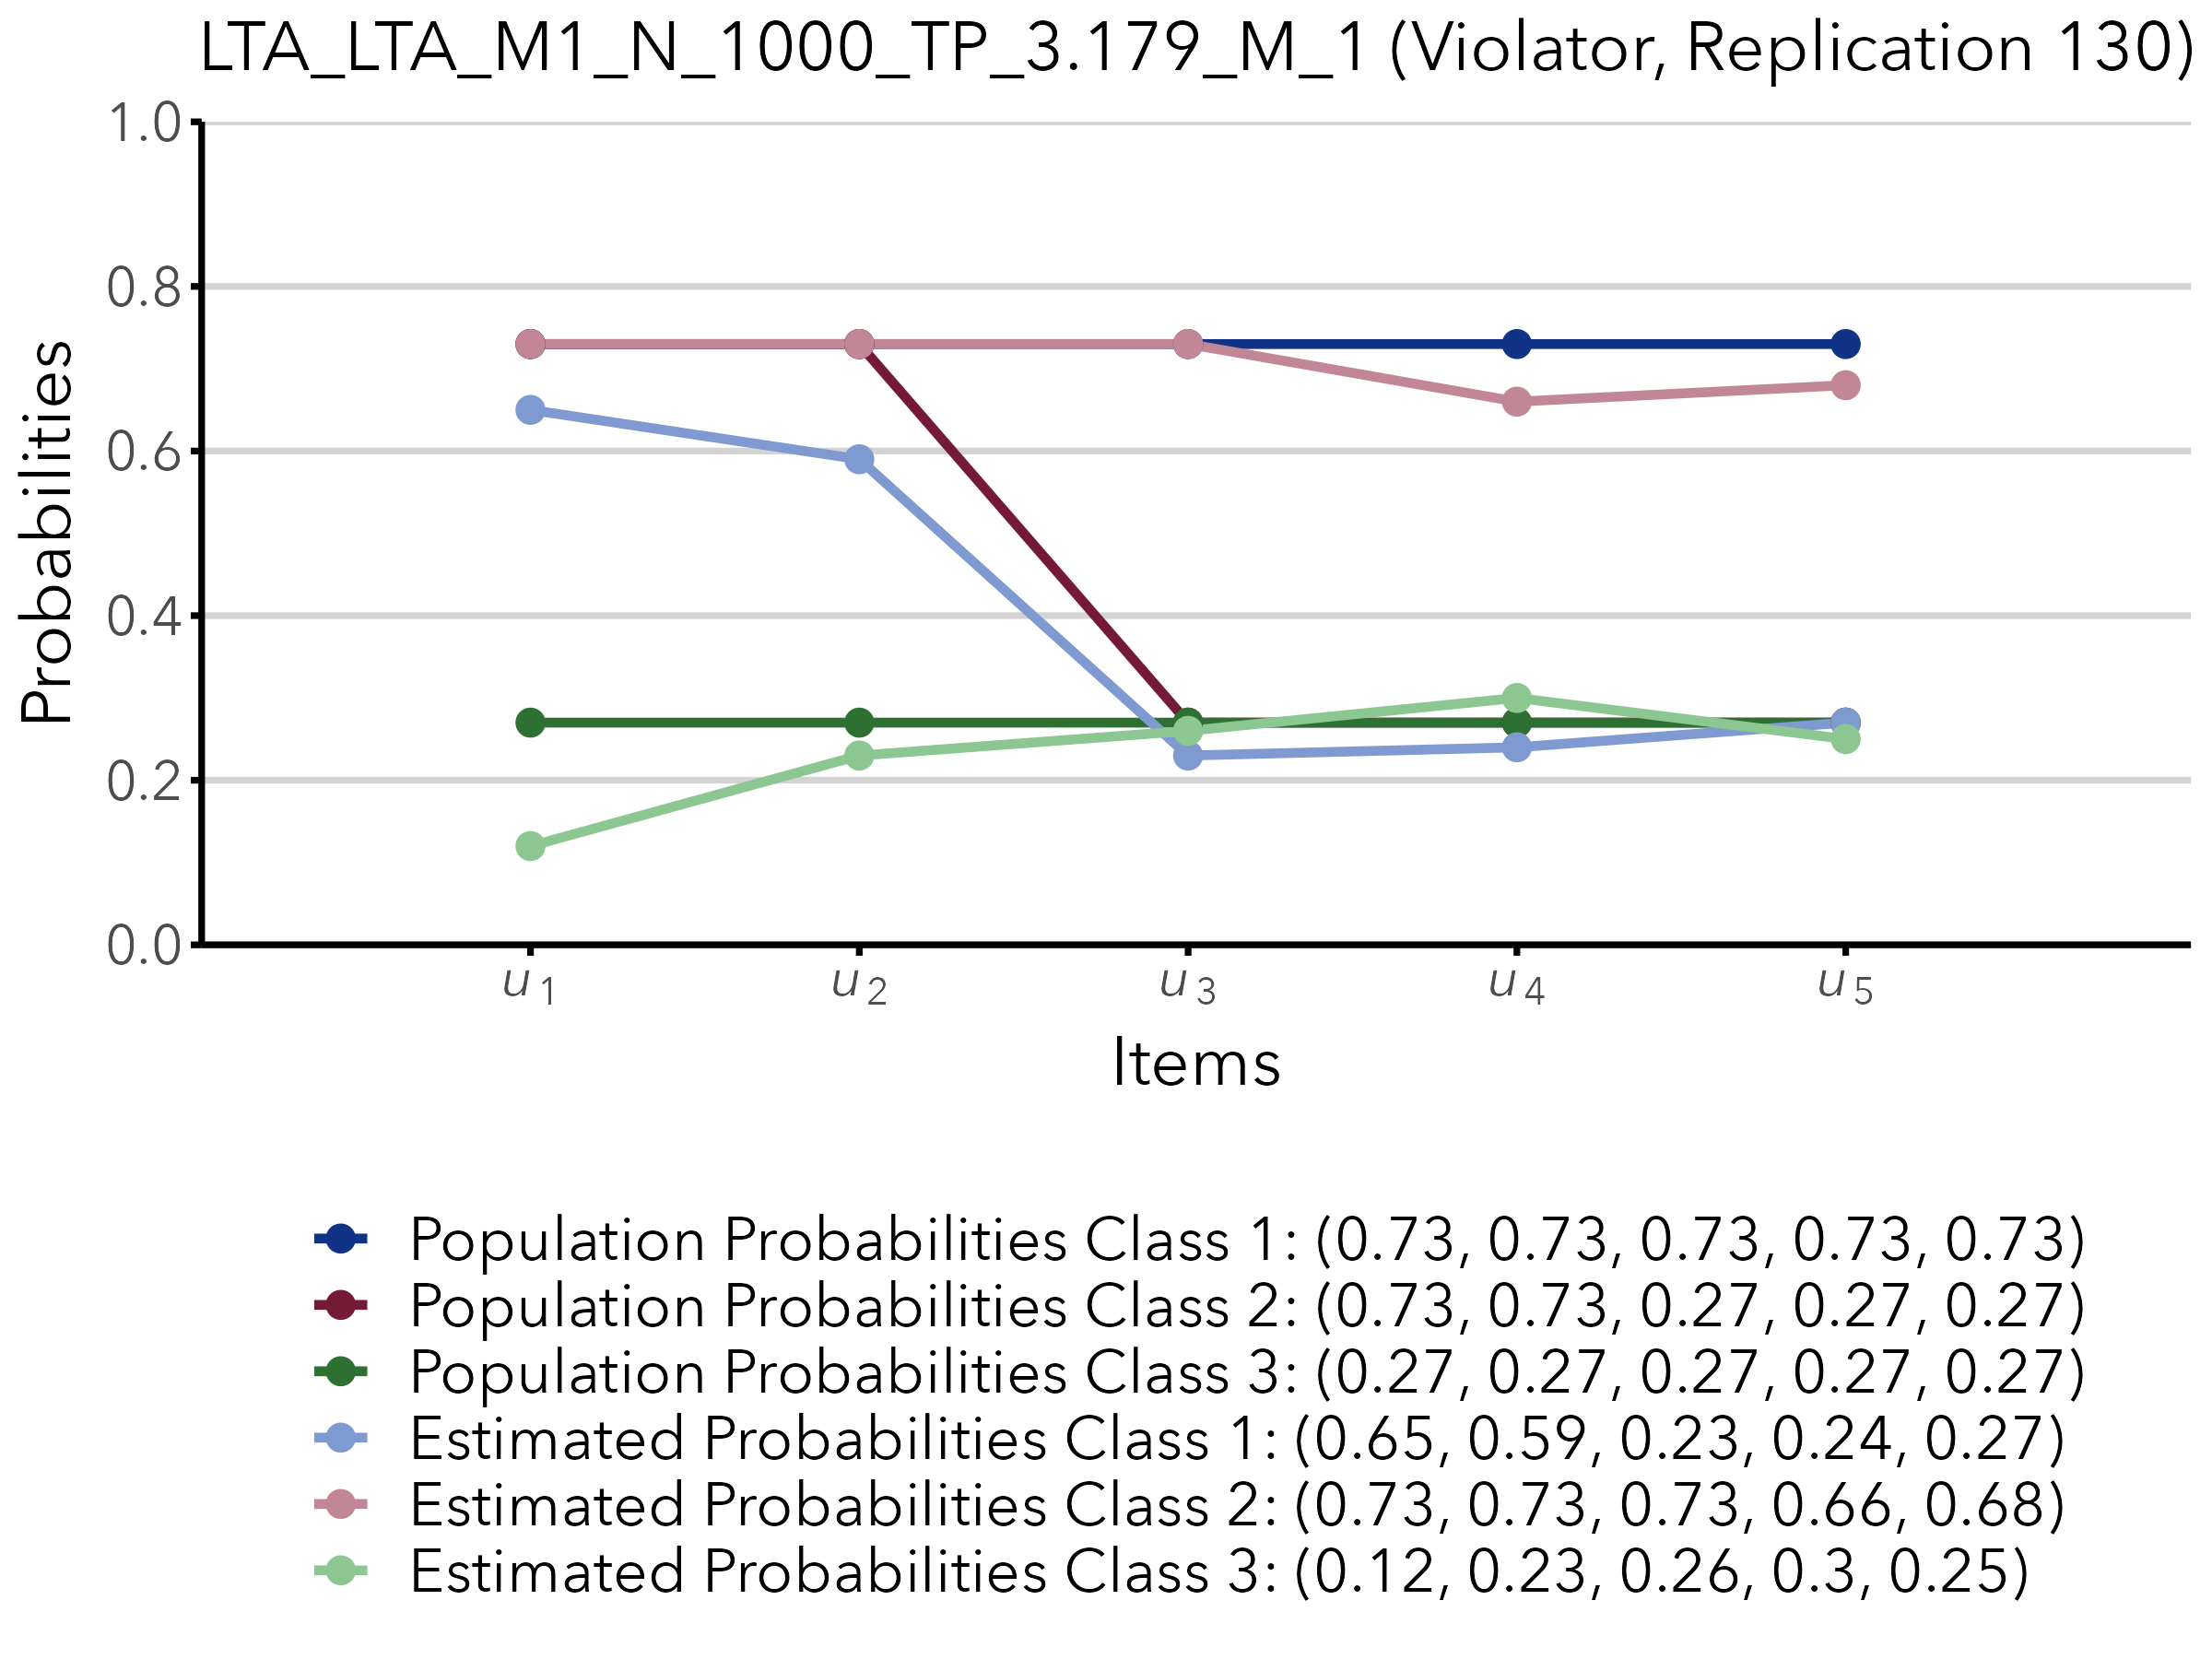 LTA_LTA_M1_N_1000_TP_3.179_M_1 (Violator, Replication 130)
1.0
0.8
0.6
0.4
0.2
0.0
Probabilities
u1 u2 u3 u4 u5
Items
Population Probabilities Class 1: (0.73, 0.73, 0.73, 0.73, 0.73)
Population Probabilities Class 2: (0.73, 0.73, 0.27, 0.27, 0.27)
Population Probabilities Class 3: (0.27, 0.27, 0.27, 0.27, 0.27)
Estimated Probabilities Class 1: (0.65, 0.59, 0.23, 0.24, 0.27)
Estimated Probabilities Class 2: (0.73, 0.73, 0.73, 0.66, 0.68)
Estimated Probabilities Class 3: (0.12, 0.23, 0.26, 0.3, 0.25)